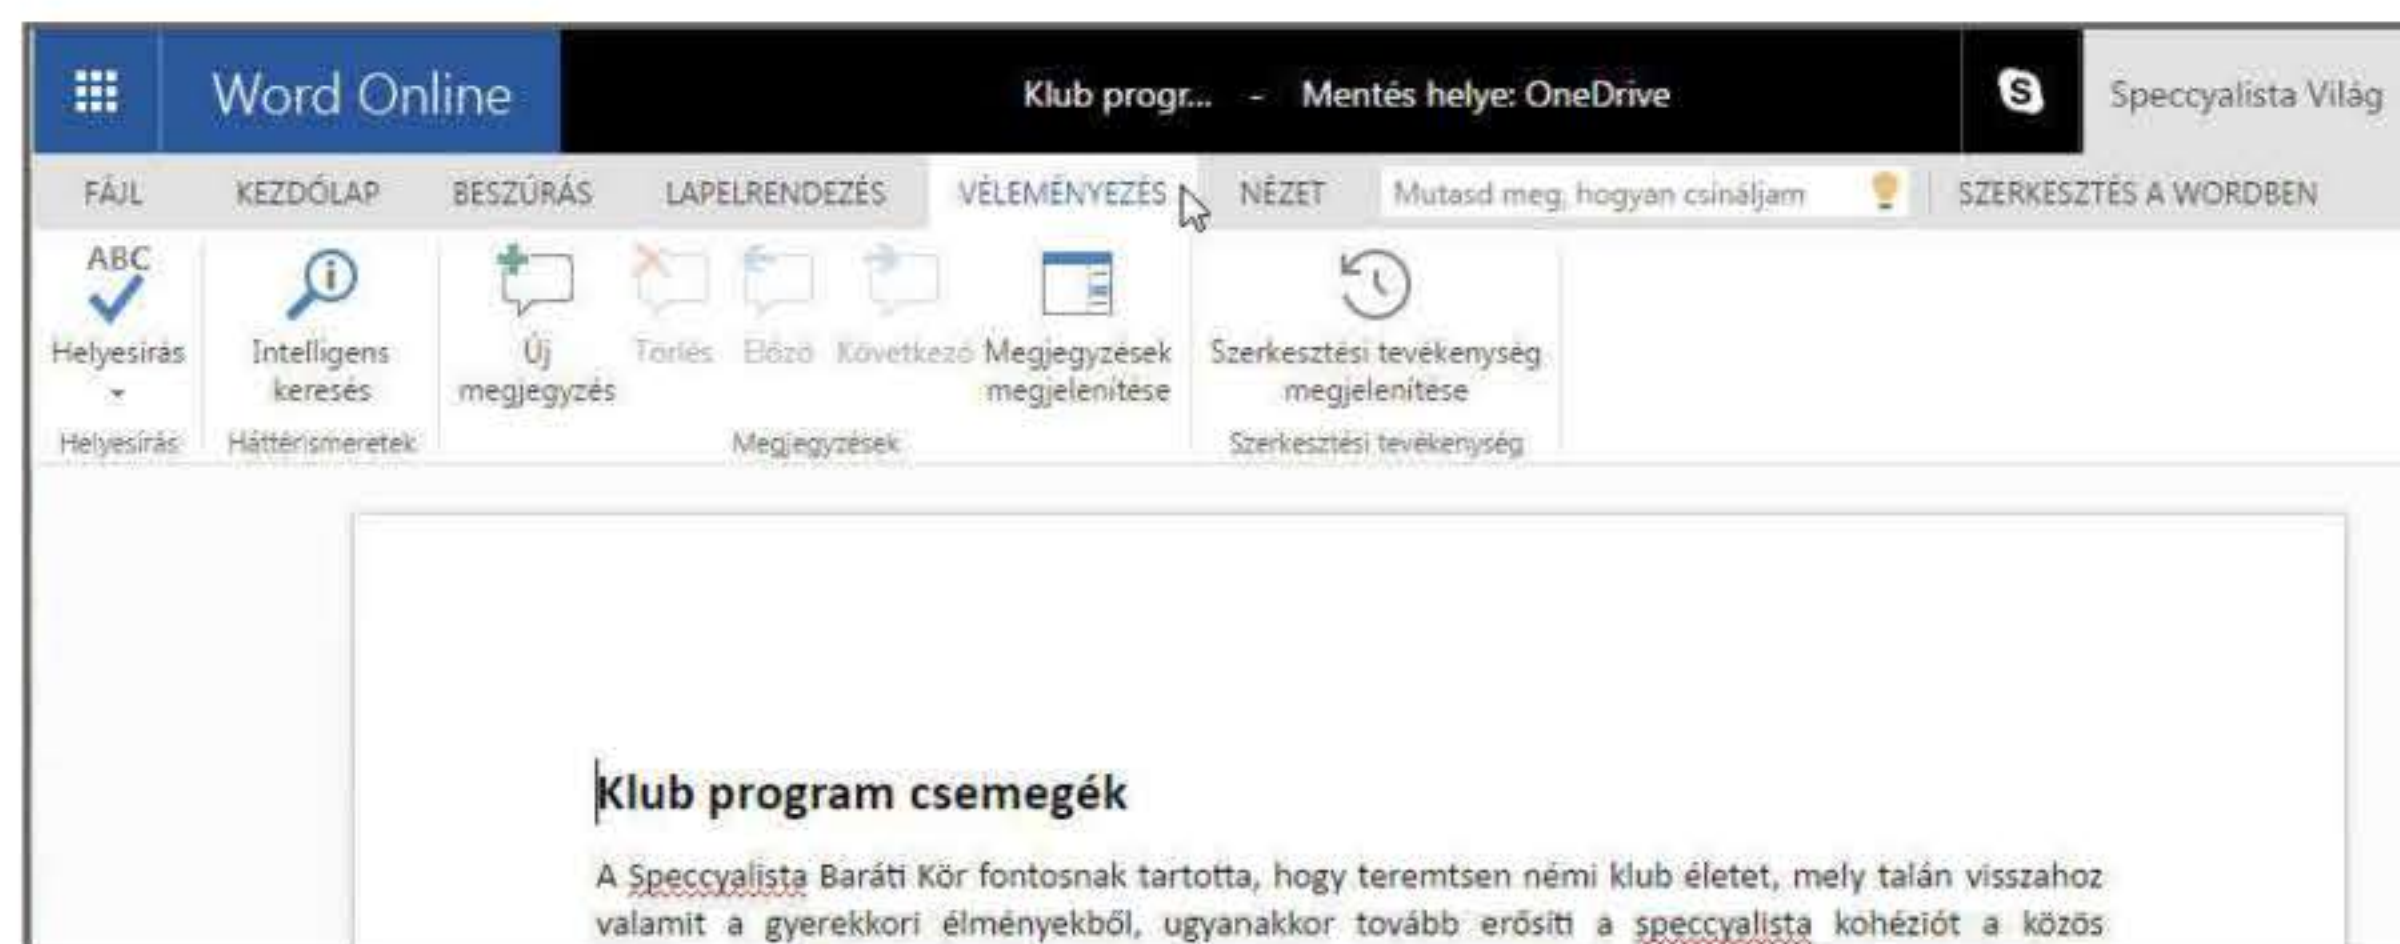 Word Online Klub progr... - Mentés helye: OneDrive Speccyalista Világ
FÁJL KEZDŐLAP BESZÚRÁS LAPELRENDEZÉS VÉLEMÉNYEZÉS NÉZET Mutasd meg, hogyan csináljam SZERKESZTÉS A WORDBEN
ABC
Helyesírás Intelligens keresés Új megjegyzés Törlés Előző Következő Megjegyzések megjelenítése Szerkesztési tevékenység megjelenítése
Helyesírás Háttérismeretek Megjegyzések Szerkesztési tevékenység
Klub program csemegék
A Speccyalista Baráti Kör fontosnak tartotta, hogy teremtsen némi klub életet, mely talán visszahoz
valamit a gyerekkori élményekből, ugyanakkor tovább erősíti a speccyalista kohéziót a közös